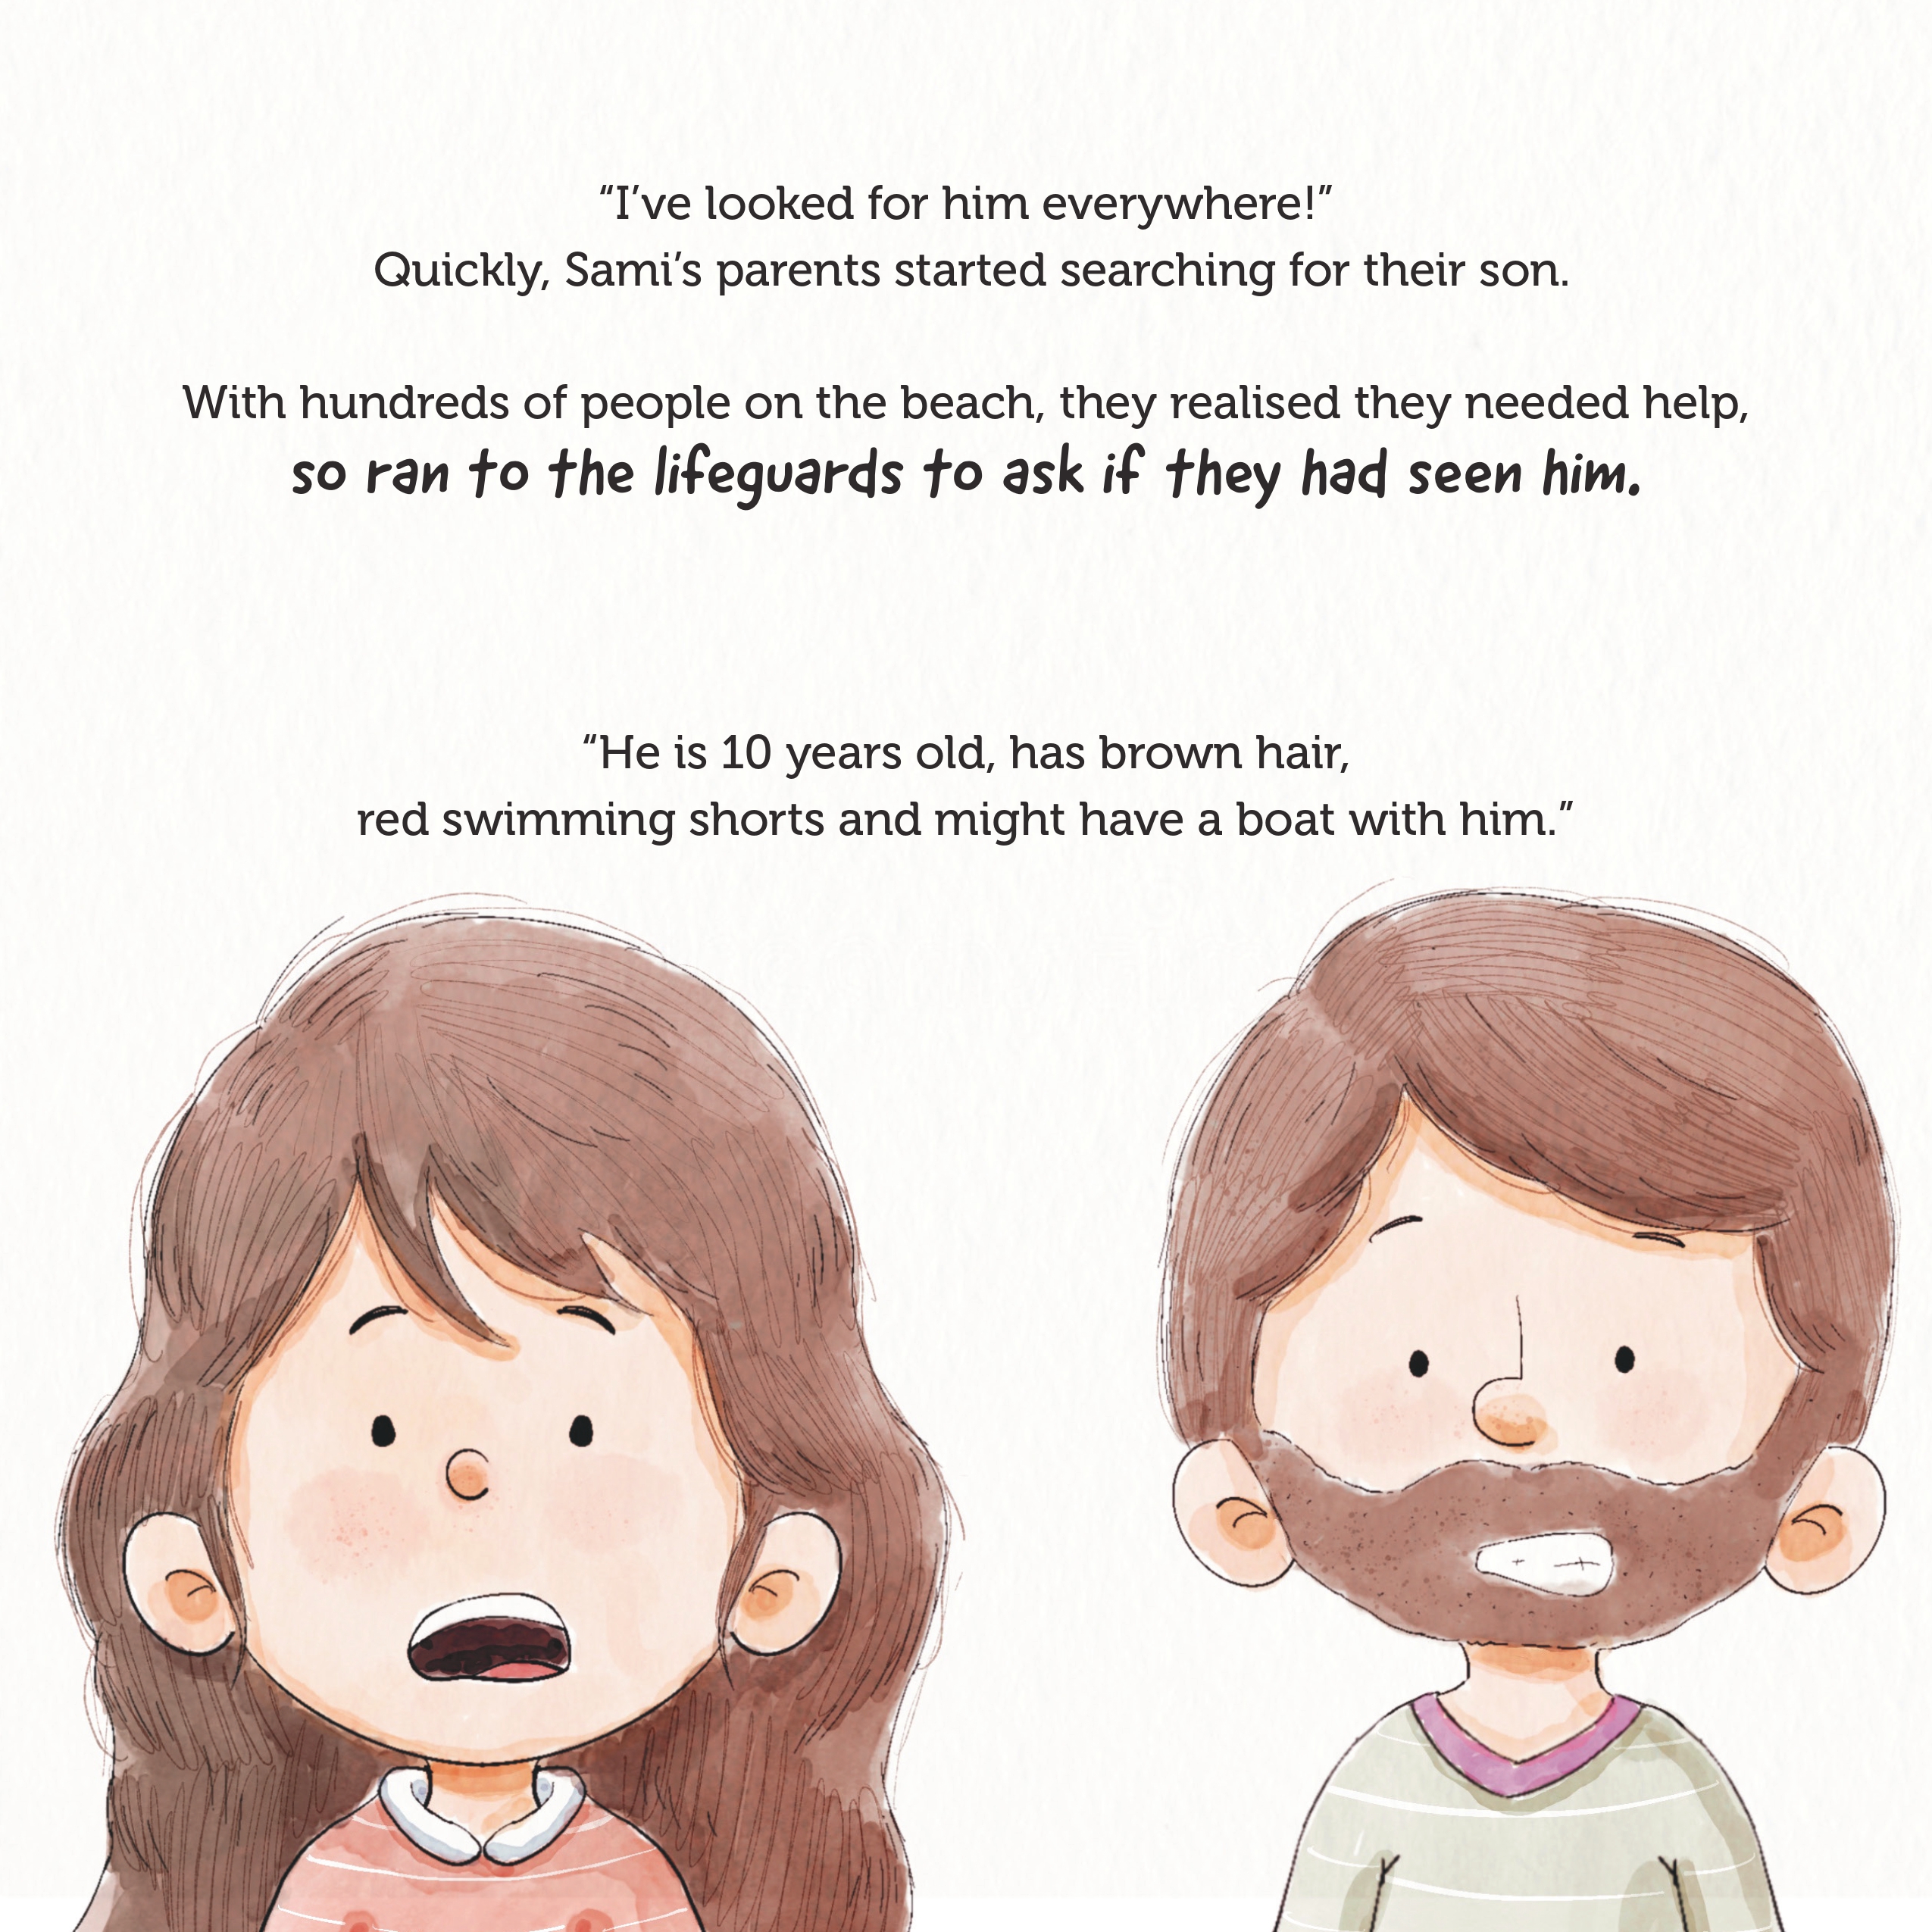 “I’ve looked for him everywhere!”
Quickly, Sami’s parents started searching for their son.
With hundreds of people on the beach, they realised they needed help,
so ran to the lifeguards to ask if they had seen him.
“He is 10 years old, has brown hair,
red swimming shorts and might have a boat with him.”